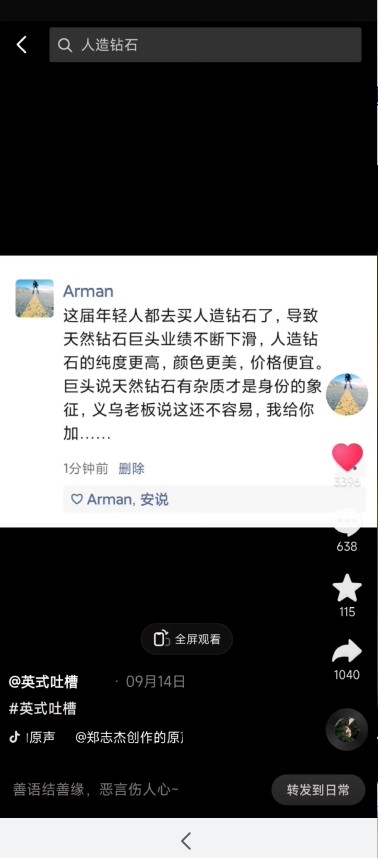 人造钻石
Arman
这届年轻人都去买人造钻石了，导致
天然钻石巨头业绩不断下滑，人造钻
石的纯度更高，颜色更美，价格便宜。
巨头说天然钻石有杂质才是身份的象
征，义乌老板说这还不容易，我给你
加……
1分钟前 删除
Arman, 安说
3396
638
115
1040
全屏观看
@英式吐槽 · 09月14日
#英式吐槽
原声 @郑志杰创作的原
善语结善缘，恶言伤人心~
转发到日常